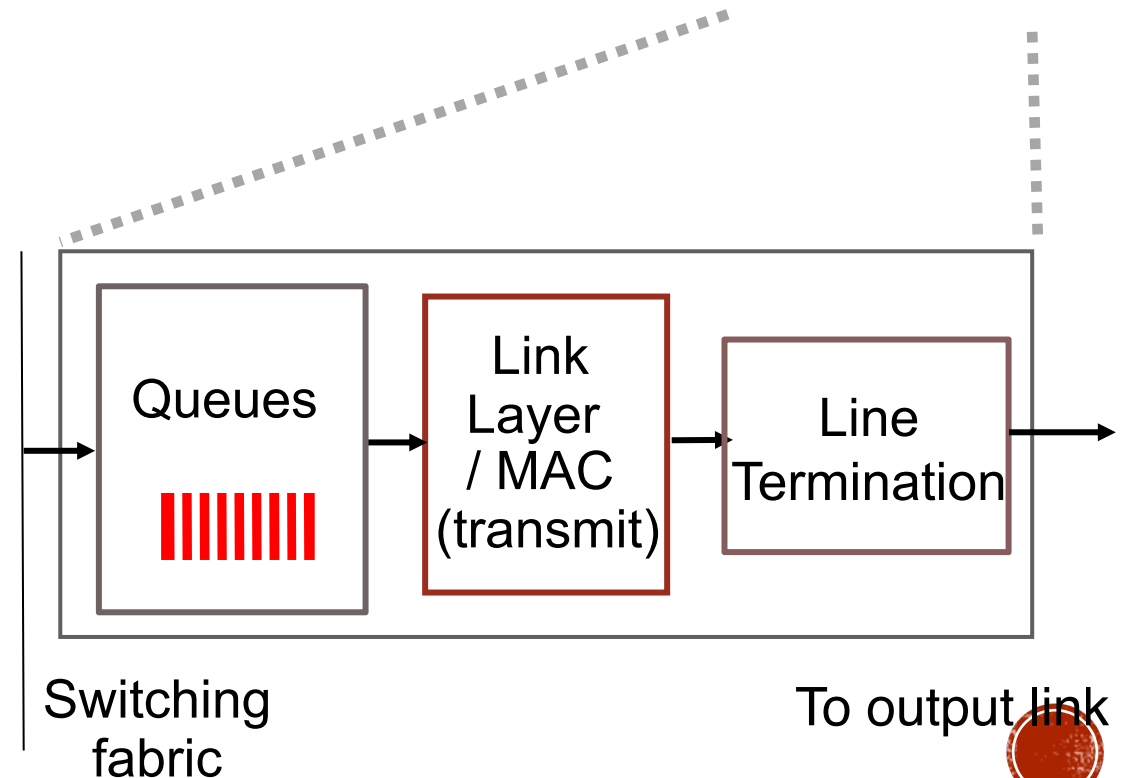 Queues
Link
Layer
/ MAC
(transmit)
Line
Termination
Switching
fabric
To output link